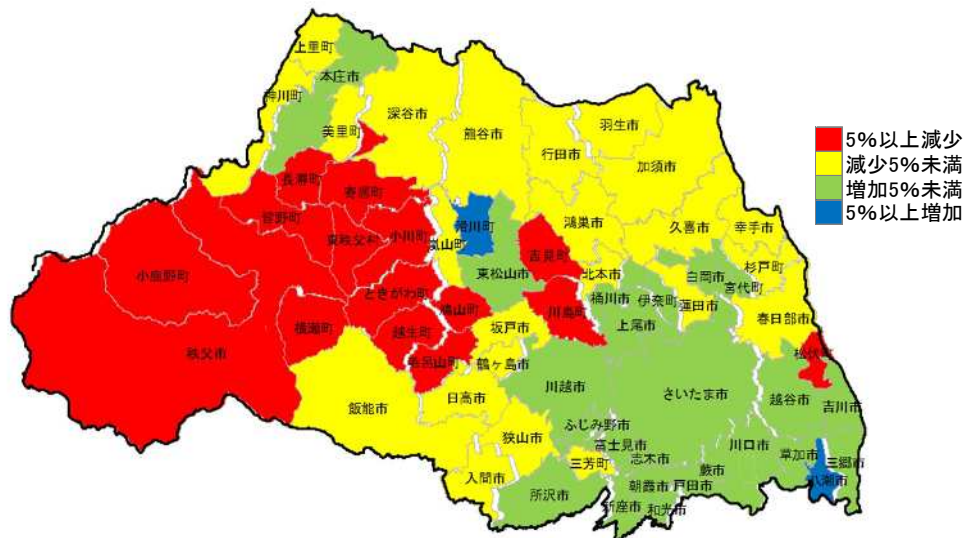 上里町
本庄市
神川町
美里町
深谷市
熊谷市
行田市
羽生市
加須市
5%以上減少
減少5%未満
増加5%未満
5%以上増加
長瀞町
寄居町
皆野町
東秩父村
小川町
嵐山町
滑川町
吉見町
鴻巣市
久喜市
幸手市
小鹿野町
ときがわ町
東松山市
北本市
桶川市
伊奈町
白岡市
宮代町
杉戸町
蓮田市
秩父市
横瀬町
越生町
鳩山町
毛呂山町
坂戸市
川島町
上尾市
春日部市
松伏町
鶴ヶ島市
飯能市
日高市
川越市
さいたま市
越谷市
吉川市
狭山市
ふじみ野市
富士見市
三芳町
志木市
川口市
蕨市
草加市
三郷市
八潮市
入間市
所沢市
朝霞市
戸田市
新座市
和光市